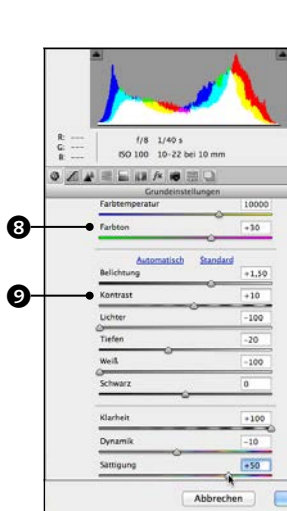 R: ---
G: ---
B: ---
f/8 1/40 s
ISO 100 10-22 bei 10 mm
fx
Grundeinstellungen
Farbtemperatur 10000
8 Farbton +30
Automatisch Standard
Belichtung +1,50
9 Kontrast +10
Lichter -100
Tiefen -20
Weiß -100
Schwarz 0
Klarheit +100
Dynamik -10
Sättigung +50
Abbrechen